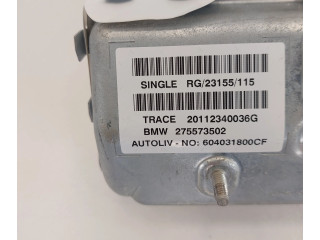 SINGLE RG/23155/115
TRACE 20112340036G
BMW 275573502
AUTOLIV - NO: 604031800CF